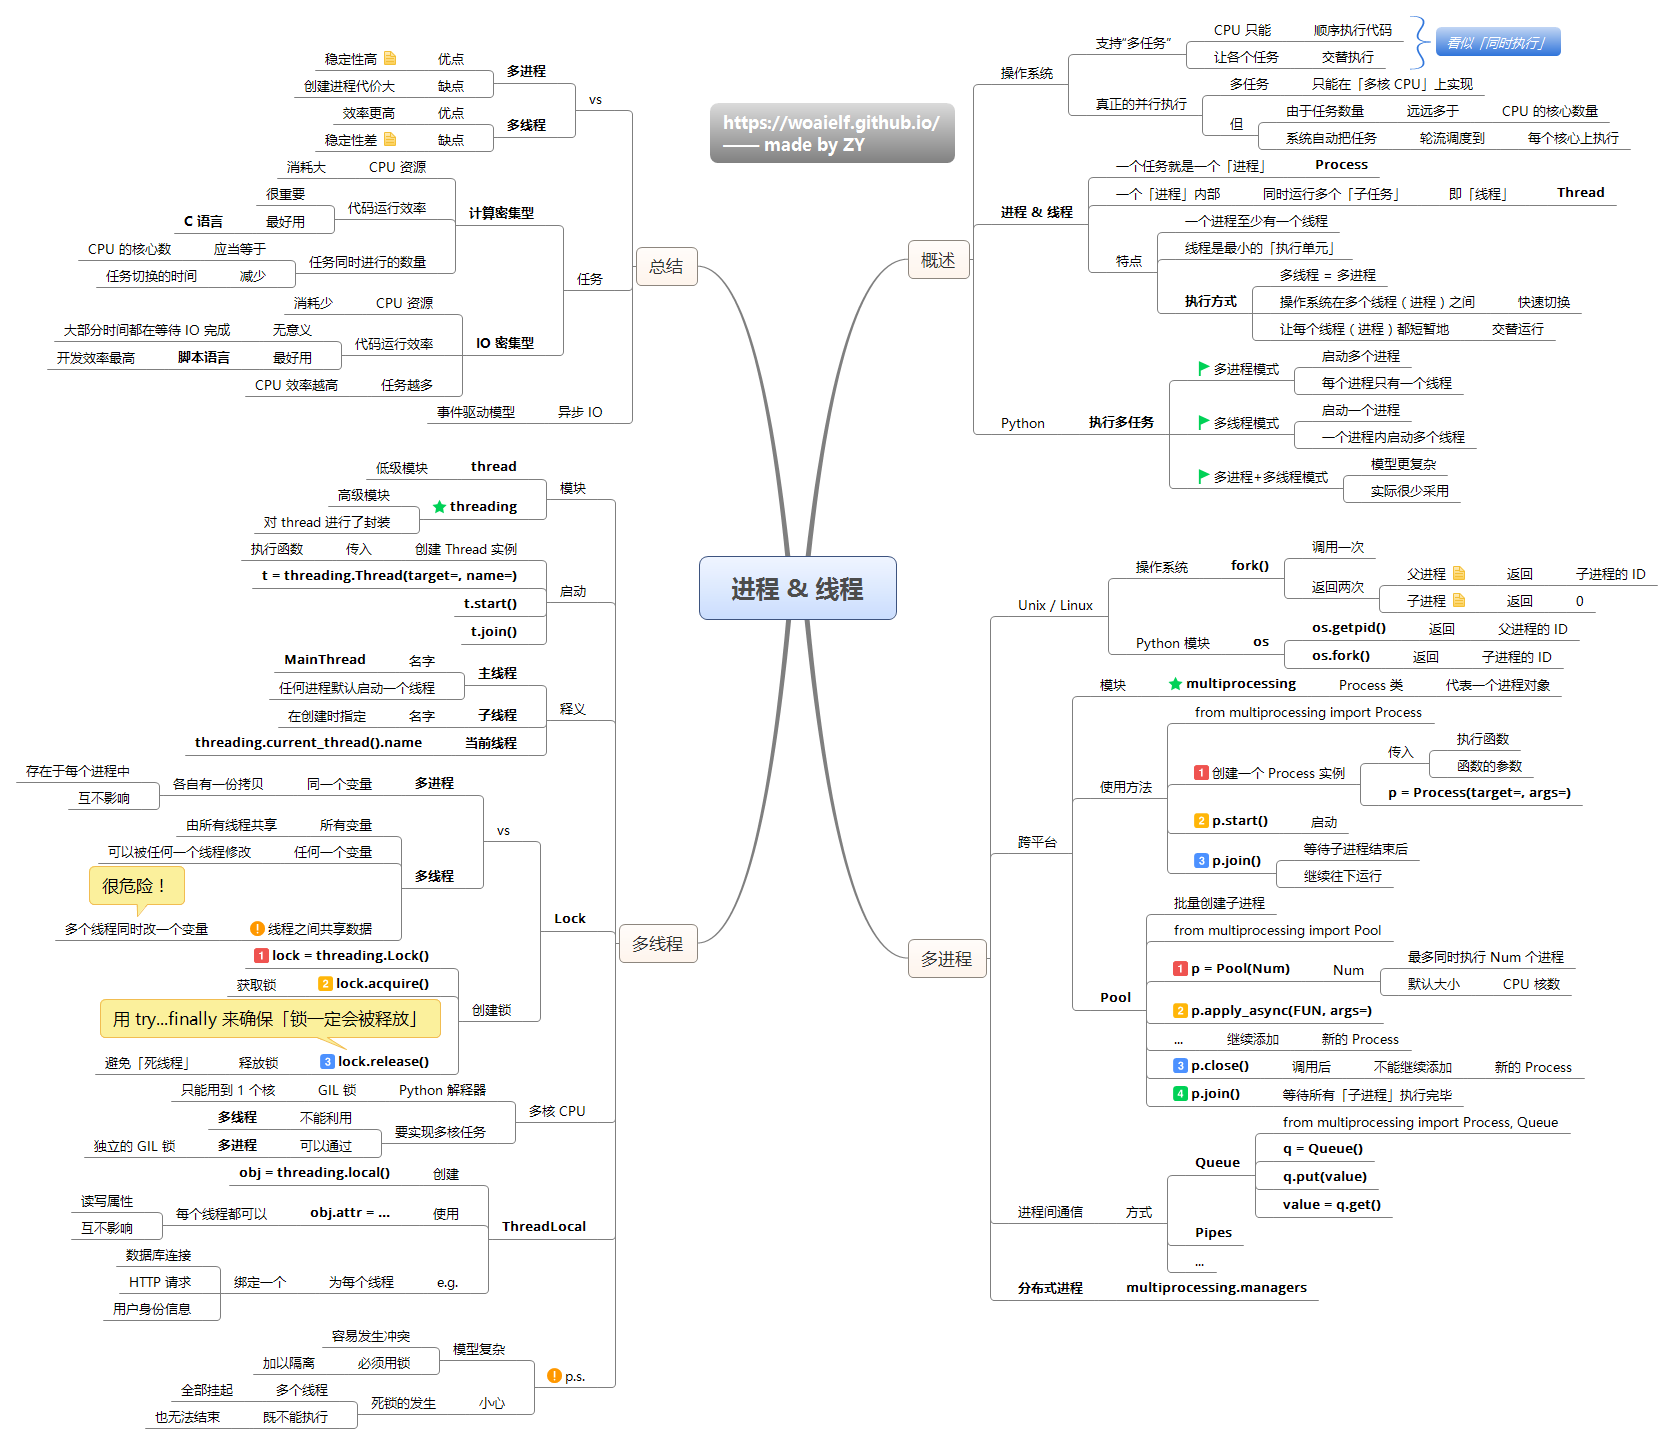 https://woaielf.github.io/
—— made by ZY
进程 & 线程
概述
操作系统
支持“多任务”
CPU 只能 顺序执行代码
让各个任务 交替执行
看似「同时执行」
真正的并行执行
多任务 只能在「多核 CPU」上实现
但
由于任务数量 远远多于 CPU 的核心数量
系统自动把任务 轮流调度到 每个核心上执行
进程 & 线程
一个任务就是一个「进程」 Process
一个「进程」内部 同时运行多个「子任务」 即「线程」 Thread
特点
一个进程至少有一个线程
线程是最小的「执行单元」
执行方式
多线程 = 多进程
操作系统在多个线程（进程）之间 快速切换
让每个线程（进程）都短暂地 交替运行
Python 执行多任务
多进程模式
启动多个进程
每个进程只有一个线程
多线程模式
启动一个进程
一个进程内启动多个线程
多进程+多线程模式
模型更复杂
实际很少采用
多进程
Unix / Linux
操作系统 fork()
调用一次
返回两次
父进程 返回 子进程的 ID
子进程 返回 0
Python 模块 os
os.getpid() 返回 父进程的 ID
os.fork() 返回 子进程的 ID
跨平台
模块 multiprocessing Process 类 代表一个进程对象
使用方法
from multiprocessing import Process
1 创建一个 Process 实例
传入
执行函数
函数的参数
p = Process(target=, args=)
2 p.start() 启动
3 p.join()
等待子进程结束后
继续往下运行
Pool
批量创建子进程
from multiprocessing import Pool
1 p = Pool(Num) Num
最多同时执行 Num 个进程
默认大小 CPU 核数
2 p.apply_async(FUN, args=)
... 继续添加 新的 Process
3 p.close() 调用后 不能继续添加 新的 Process
4 p.join() 等待所有「子进程」执行完毕
进程间通信 方式
Queue
from multiprocessing import Process, Queue
q = Queue()
q.put(value)
value = q.get()
Pipes
...
分布式进程 multiprocessing.managers
总结
vs
多进程
优点 稳定性高
缺点 创建进程代价大
多线程
优点 效率更高
缺点 稳定性差
任务
计算密集型
CPU 资源 消耗大
代码运行效率
很重要
最好用 C 语言
任务同时进行的数量
应当等于 CPU 的核心数
减少 任务切换的时间
IO 密集型
CPU 资源 消耗少
代码运行效率
无意义 大部分时间都在等待 IO 完成
最好用 脚本语言 开发效率最高
任务越多 CPU 效率越高
异步 IO 事件驱动模型
多线程
模块
thread 低级模块
threading
高级模块
对 thread 进行了封装
启动
创建 Thread 实例 传入 执行函数
t = threading.Thread(target=, name=)
t.start()
t.join()
释义
主线程
名字 MainThread
任何进程默认启动一个线程
子线程 名字 在创建时指定
当前线程 threading.current_thread().name
Lock
vs
多进程
同一个变量 各自有一份拷贝
存在于每个进程中
互不影响
多线程
所有变量 由所有线程共享
任何一个变量 可以被任何一个线程修改
线程之间共享数据 多个线程同时改一个变量
很危险！
创建锁
1 lock = threading.Lock()
2 lock.acquire() 获取锁
3 lock.release() 释放锁 避免「死线程」
用 try...finally 来确保「锁一定会被释放」
多核 CPU
Python 解释器 GIL 锁 只能用到 1 个核
要实现多核任务
不能利用 多线程
可以通过 多进程 独立的 GIL 锁
ThreadLocal
创建 obj = threading.local()
使用 obj.attr = ... 每个线程都可以
读写属性
互不影响
e.g. 为每个线程 绑定一个
数据库连接
HTTP 请求
用户身份信息
p.s.
模型复杂
容易发生冲突
必须用锁 加以隔离
小心 死锁的发生
多个线程 全部挂起
既不能执行 也无法结束